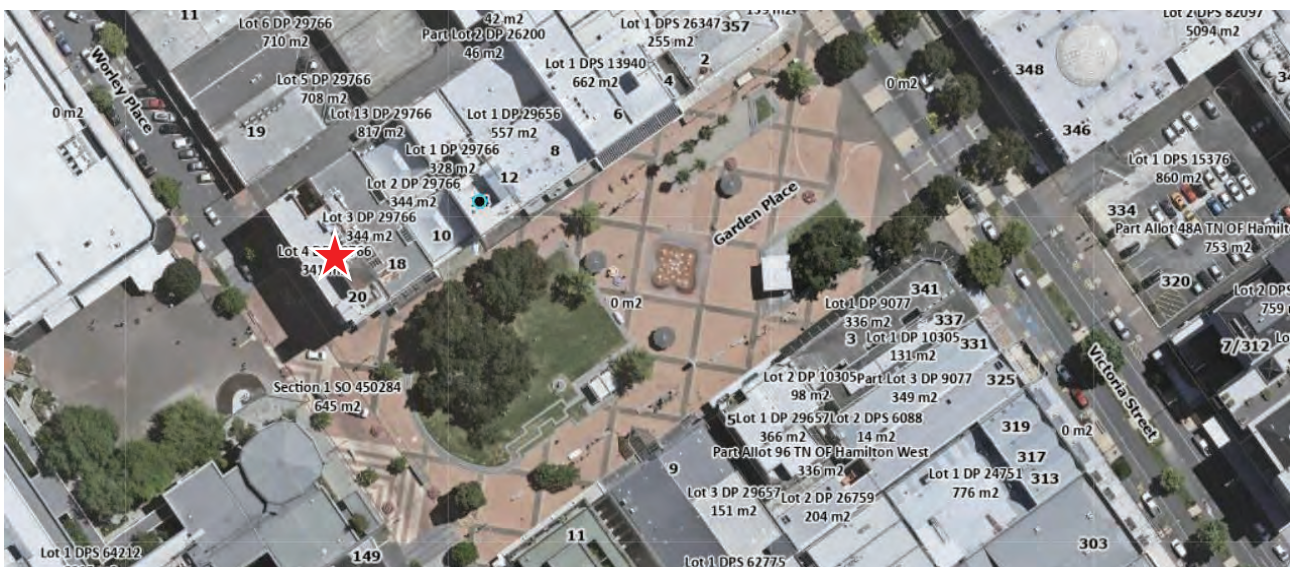 11
Lot 6 DP 29766
710 m2
42 m2
Part Lot 2 DP 26200
46 m2
Lot 1 DPS 26347
255 m2
357
Lot 2 DPS 82097
5094 m2
Worley Place
0 m2
Lot 5 DP 29766
708 m2
19
Lot 13 DP 29766
817 m2
Lot 1 DPS 13940
662 m2
4
2
6
0 m2
348
346
Lot 1 DP 29656
557 m2
8
Lot 1 DP 29766
328 m2
12
Lot 2 DP 29766
344 m2
10
Lot 3 DP 29766
344 m2
18
Lot 4
20
Garden Place
0 m2
Lot 1 DPS 15376
860 m2
334
Part Allot 48A TN OF Hamilt
753 m2
320
341
Lot 1 DP 9077
336 m2
3
337
Lot 1 DP 10305
131 m2
331
Lot 2 DP
759
7/312
Victoria Street
Section 1 SO 450284
645 m2
Lot 2 DP 10305
98 m2
Part Lot 3 DP 9077
349 m2
325
5
Lot 1 DP 29657
366 m2
Lot 2 DPS 6088
14 m2
319
0 m2
Part Allot 96 TN OF Hamilton West
336 m2
317
313
9
Lot 3 DP 29657
151 m2
Lot 2 DP 26759
204 m2
Lot 1 DP 24751
776 m2
11
303
Lot 1 DPS 64212
149
Lot 1 DPS 62775